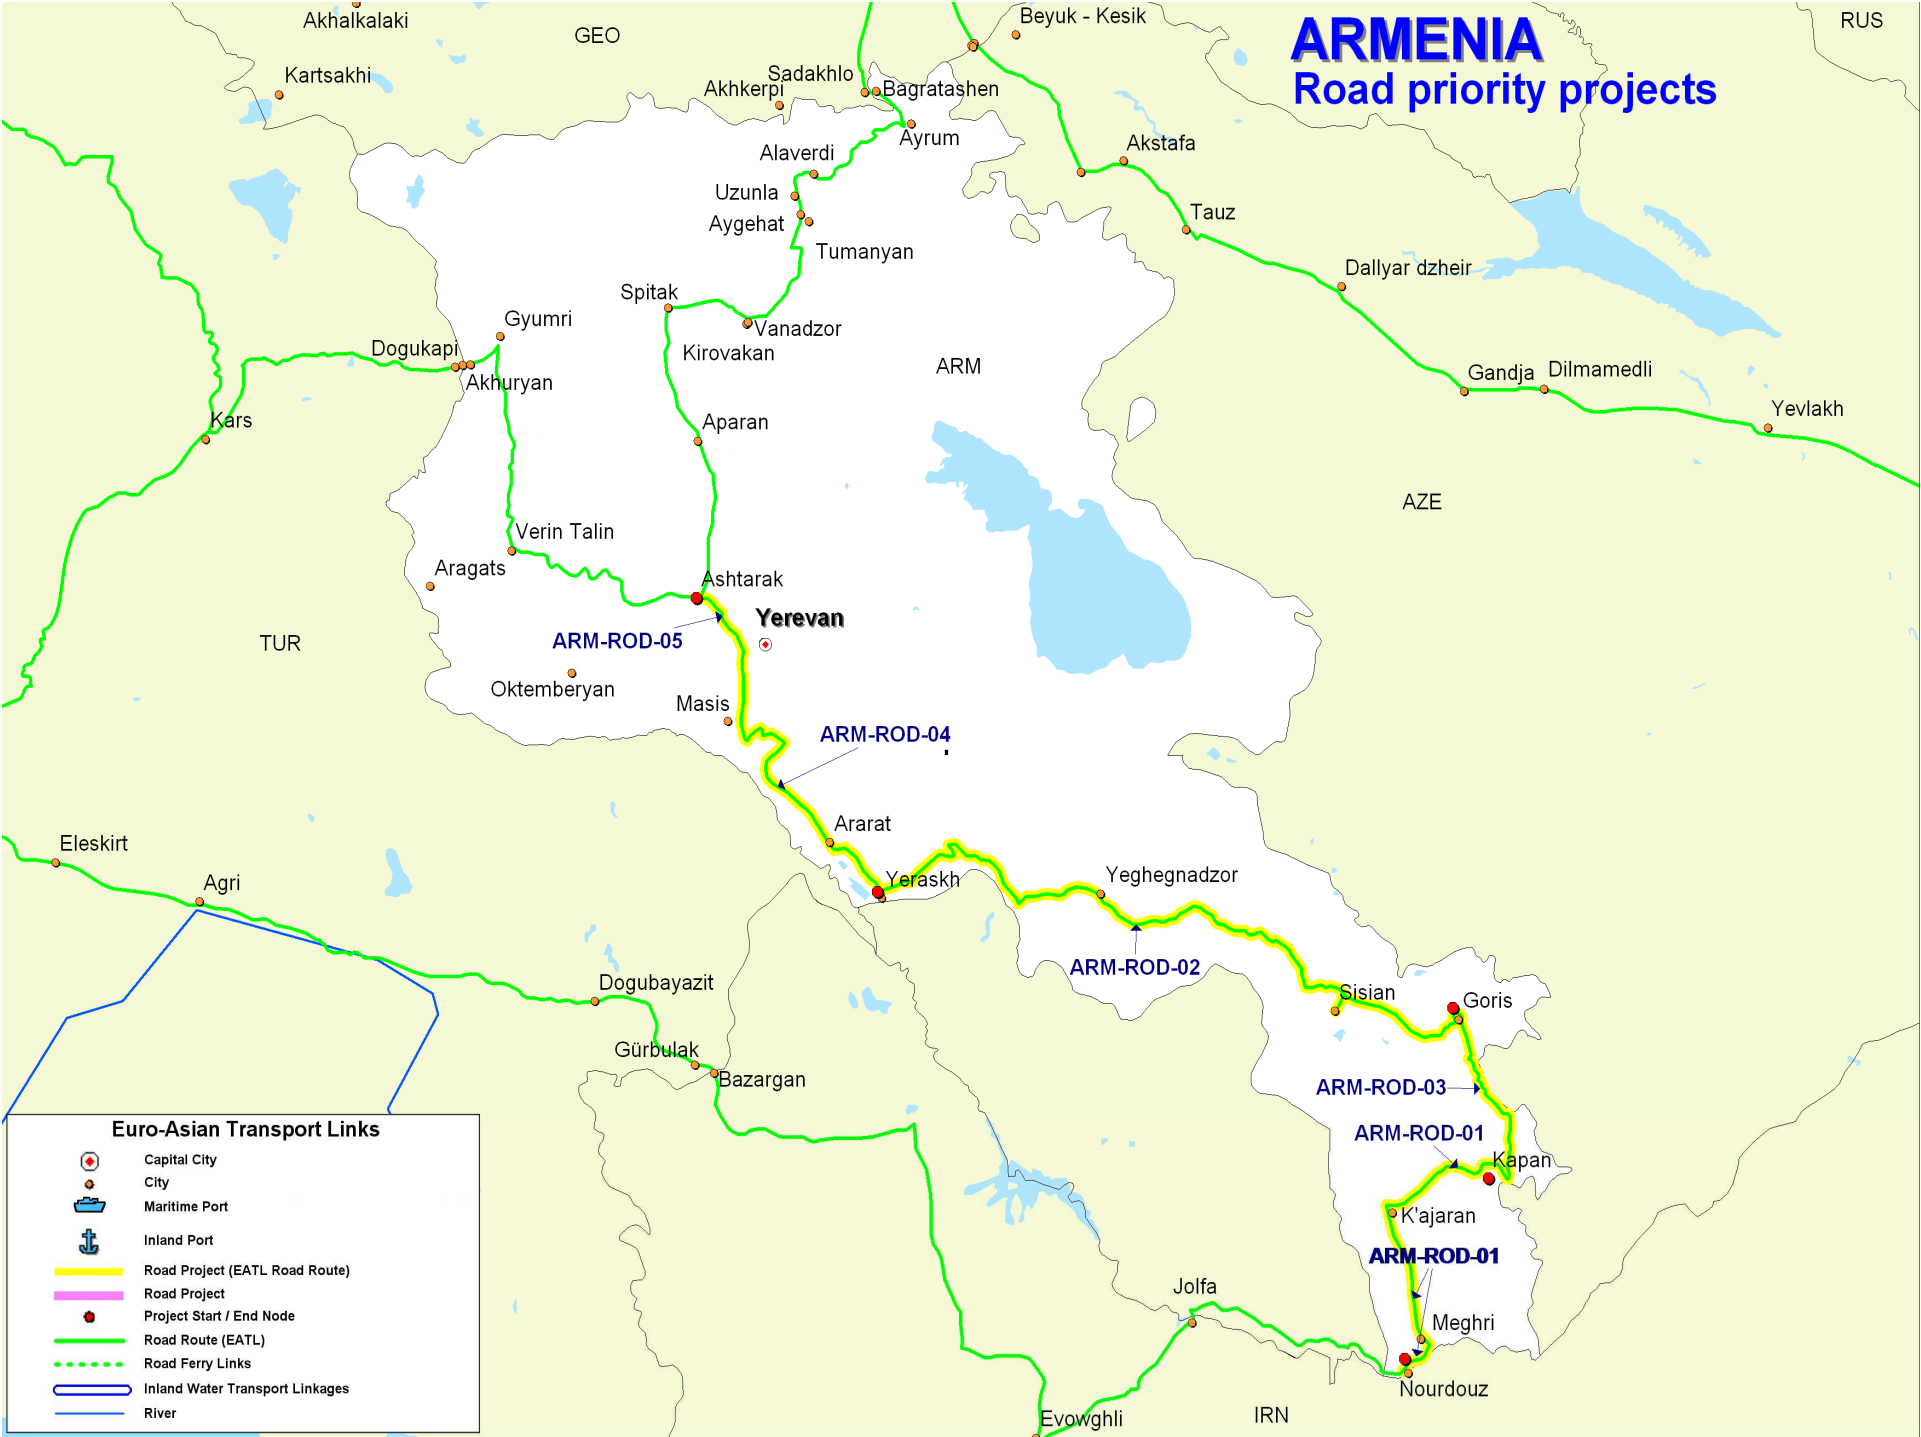 ARMENIA
Road priority projects
Akhalkalaki
GEO
Beyuk - Kesik
RUS
Kartsakhi
Sadakhlo
Akhkerpi
Bagratashen
Ayrum
Akstafa
Alaverdi
Uzunla
Aygehat
Tauz
Tumanyan
Dallyar dzheir
Spitak
Gyumri
Vanadzor
Dogukapi
Kirovakan
ARM
Akhuryan
Gandja
Dilmamedli
Kars
Aparan
Yevlakh
AZE
Verin Talin
Aragats
Ashtarak
Yerevan
TUR
ARM-ROD-05
Oktemberyan
Masis
ARM-ROD-04
Ararat
Eleskirt
Agri
Yeraskh
Yeghegnadzor
ARM-ROD-02
Dogubayazit
Sisian
Goris
Gürbulak
Bazargan
ARM-ROD-03
ARM-ROD-01
Kapan
K'ajaran
ARM-ROD-01
Jolfa
Meghri
Nourdouz
Evowghli
IRN
Euro-Asian Transport Links
Capital City
City
Maritime Port
Inland Port
Road Project (EATL Road Route)
Road Project
Project Start / End Node
Road Route (EATL)
Road Ferry Links
Inland Water Transport Linkages
River